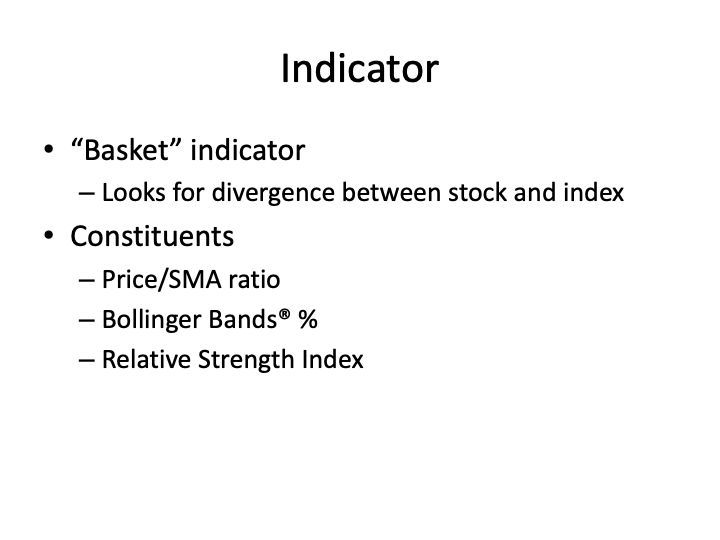 Indicator
• “Basket” indicator
– Looks for divergence between stock and index
• Constituents
– Price/SMA ratio
– Bollinger Bands® %
– Relative Strength Index